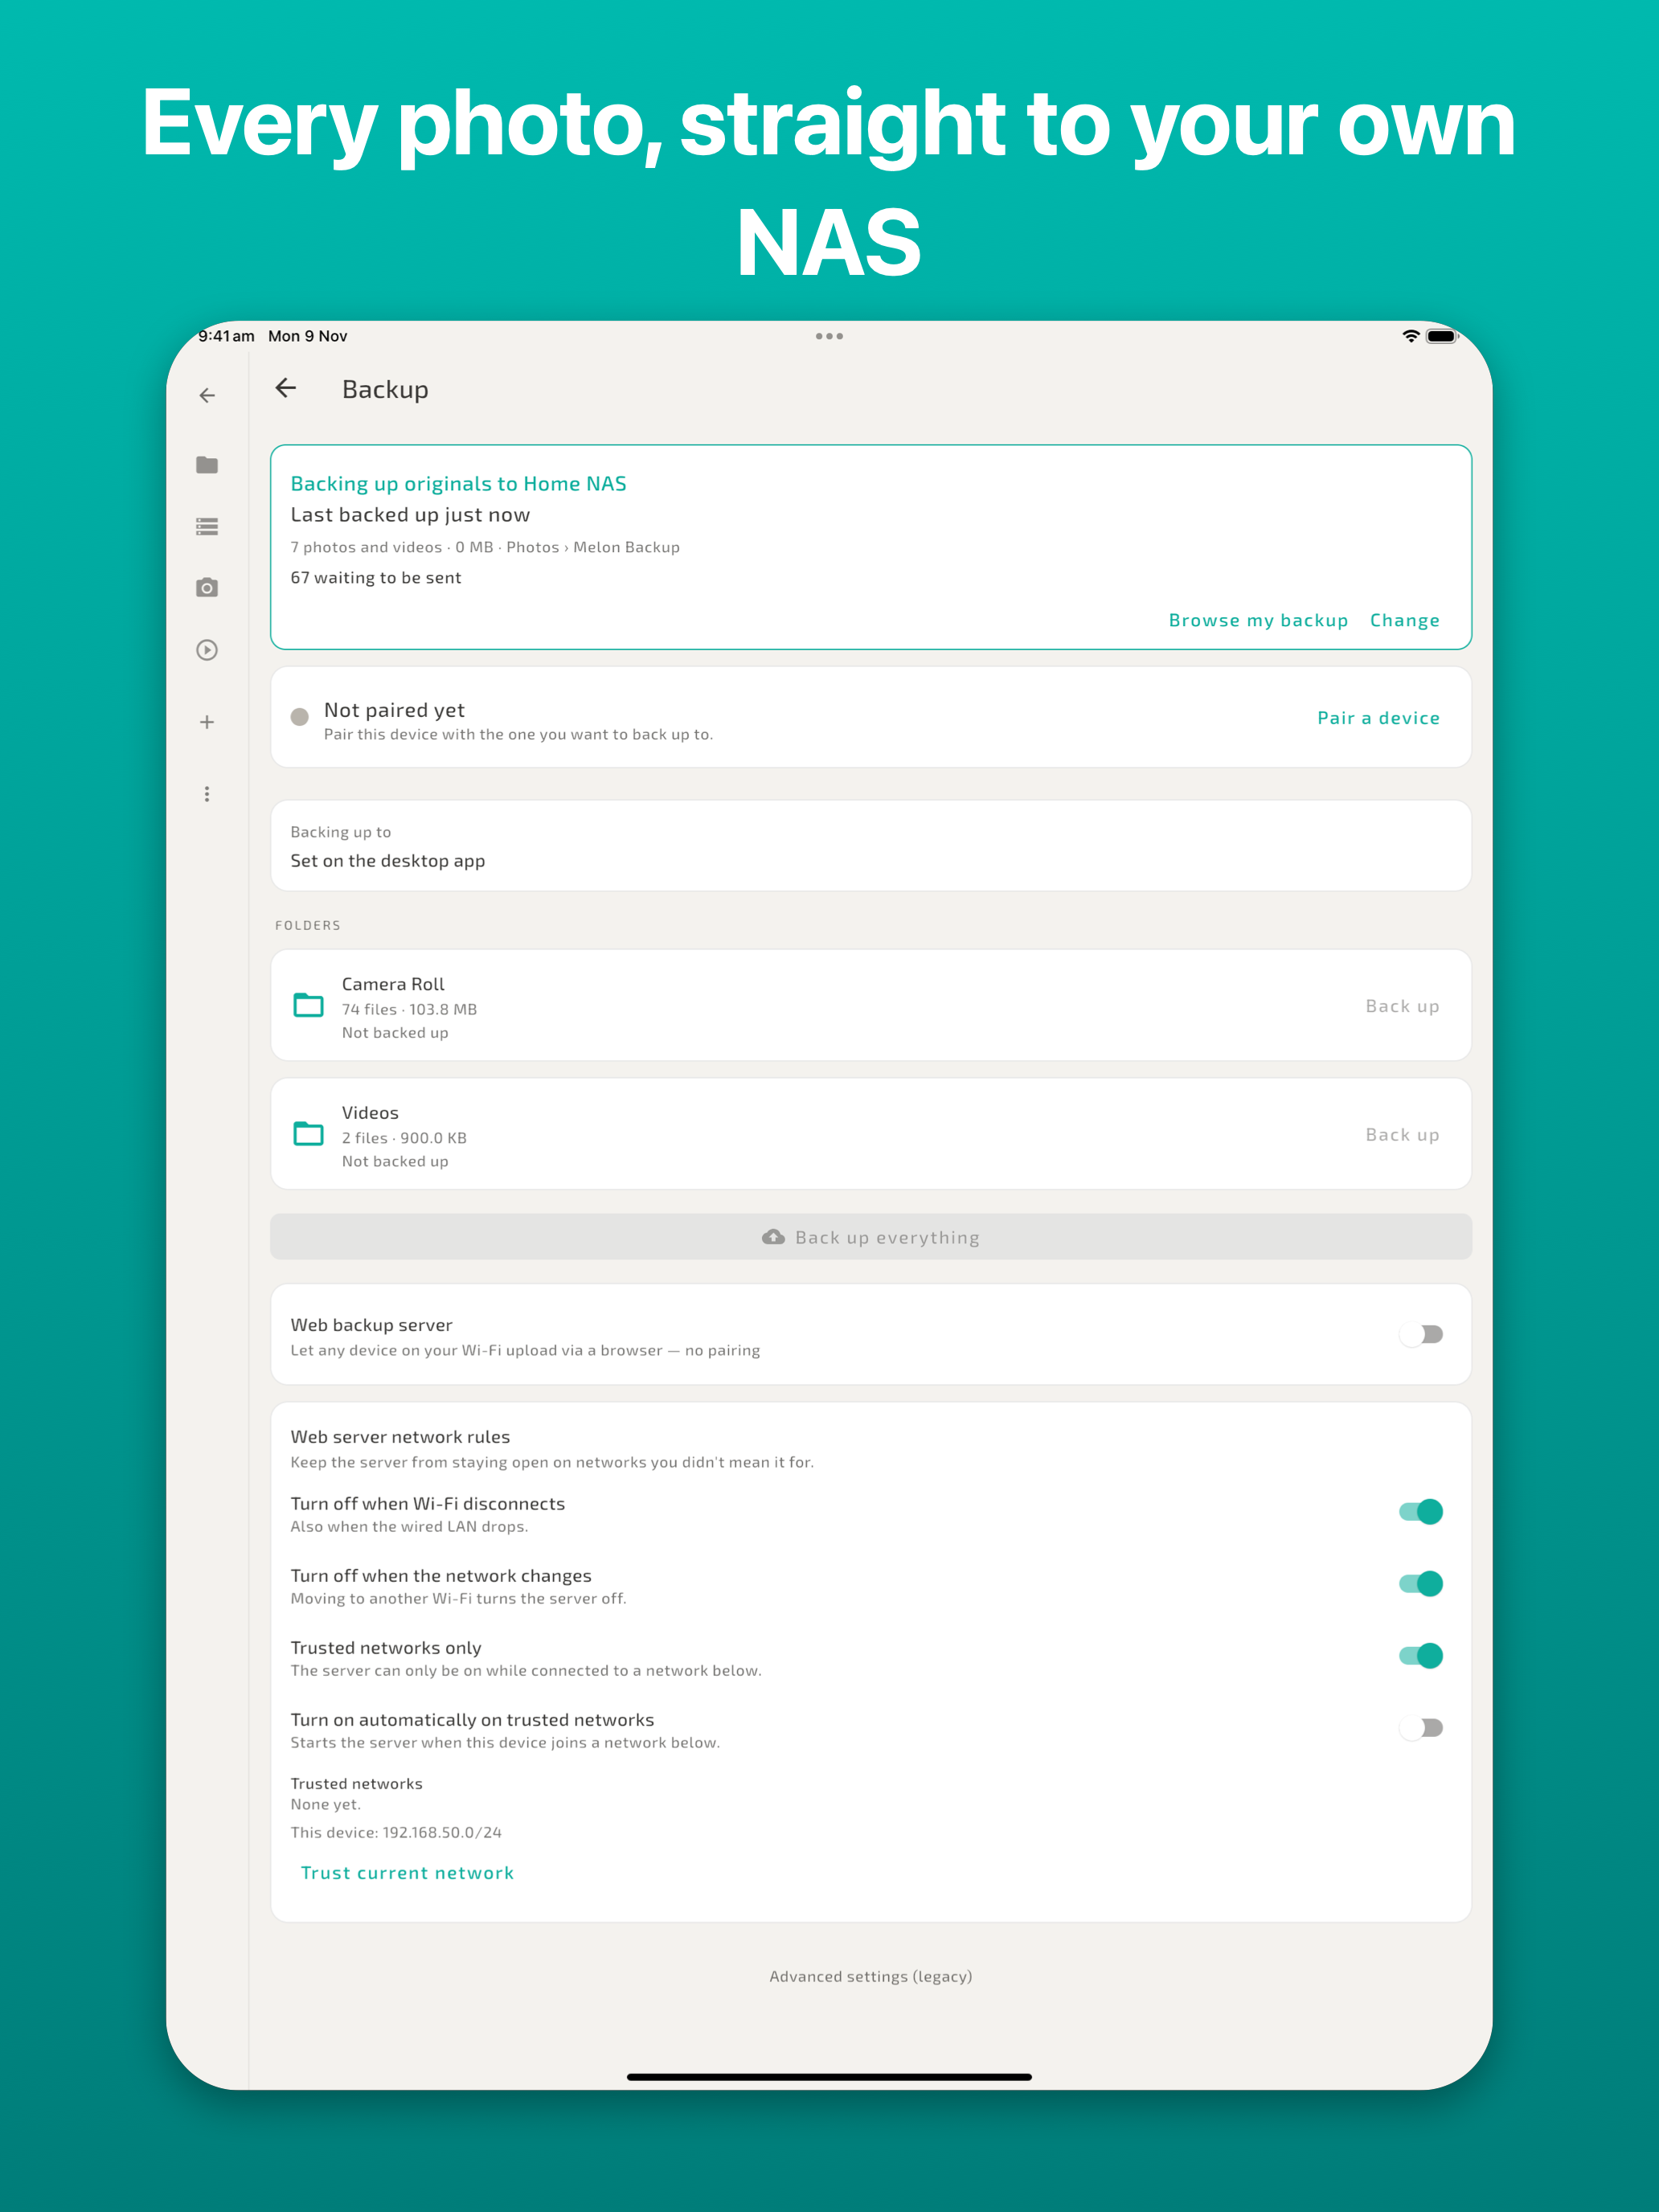 Every photo, straight to your own
NAS
9:41 am Mon 9 Nov
Backup
Backing up originals to Home NAS
Last backed up just now
7 photos and videos · 0 MB · Photos › Melon Backup
67 waiting to be sent
Browse my backup Change
Not paired yet
Pair this device with the one you want to back up to.
Pair a device
Backing up to
Set on the desktop app
FOLDERS
Camera Roll
74 files · 103.8 MB
Not backed up
Back up
Videos
2 files · 900.0 KB
Not backed up
Back up
Back up everything
Web backup server
Let any device on your Wi-Fi upload via a browser — no pairing
Web server network rules
Keep the server from staying open on networks you didn't mean it for.
Turn off when Wi-Fi disconnects
Also when the wired LAN drops.
Turn off when the network changes
Moving to another Wi-Fi turns the server off.
Trusted networks only
The server can only be on while connected to a network below.
Turn on automatically on trusted networks
Starts the server when this device joins a network below.
Trusted networks
None yet.
This device: 192.168.50.0/24
Trust current network
Advanced settings (legacy)